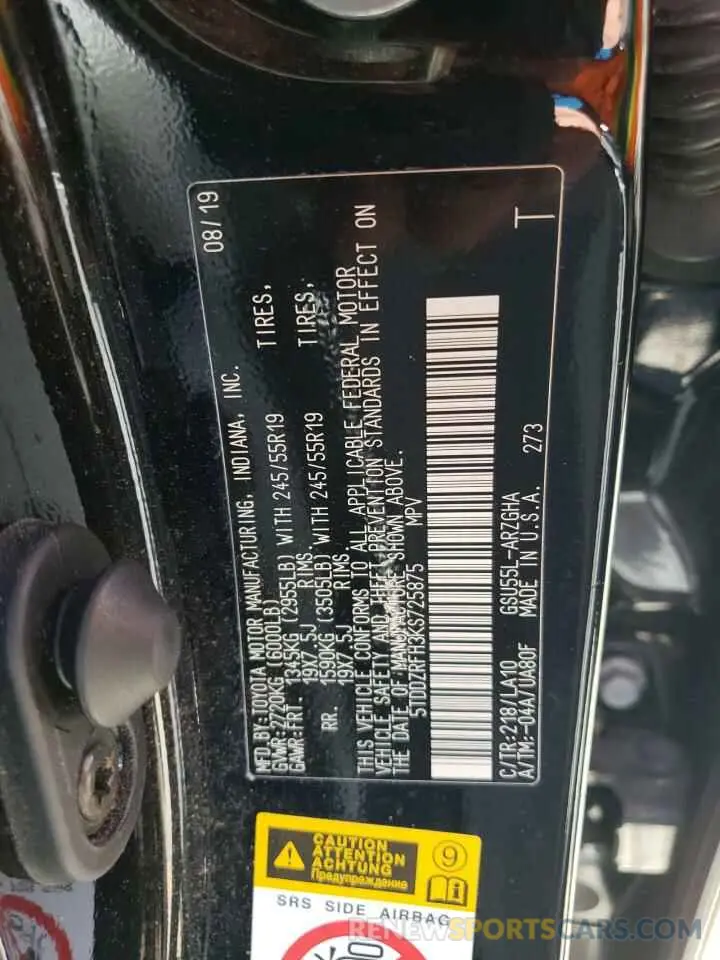 MFD.BY:TOYOTA MOTOR MANUFACTURING, INDIANA, INC. 08/19
GVWR:2720KG (6000LB)
GAWR:FRT 1345KG (2955LB) WITH 245/55R19 TIRES,
19X7.5J RIMS.
RR. 1590KG (3505LB) WITH 245/55R19 TIRES,
19X7.5J RIMS.
THIS VEHICLE CONFORMS TO ALL APPLICABLE FEDERAL MOTOR
VEHICLE SAFETY AND THEFT PREVENTION STANDARDS IN EFFECT ON
THE DATE OF MANUFACTURE SHOWN ABOVE.
5TDDZRFH3KS725875 MPV
C/TR:218/LA10 GSU55L-ARZGHA T
A/TM:-04A/UA80F MADE IN U.S.A. 273
CAUTION
ATTENTION
ACHTUNG
Предупреждение
9
SRS SIDE AIRBAG
RENEWSPORTSCARS.COM